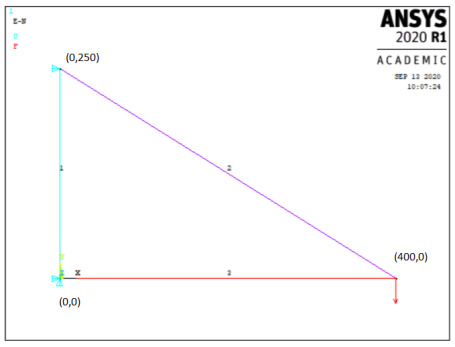 1
E-N
U
F
ANSYS
2020 R1
ACADEMIC
SEP 13 2020
10:07:24
(0,250)
1
2
(400,0)
X
3
(0,0)